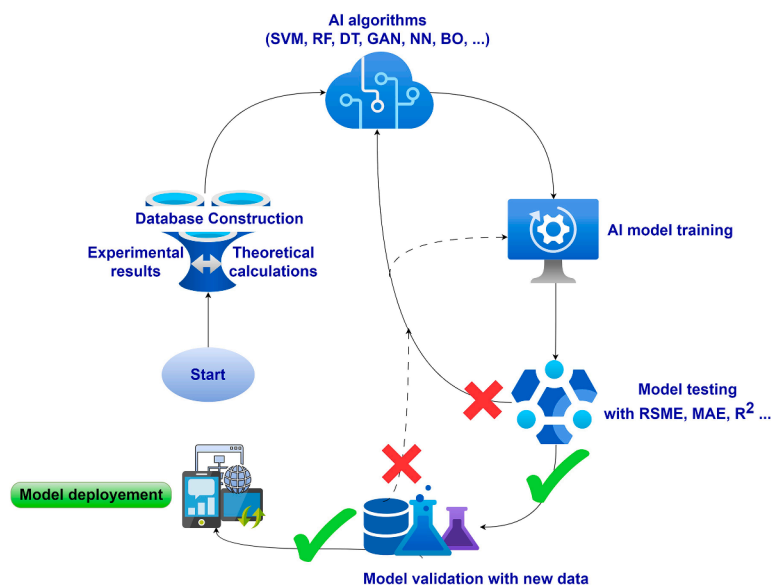 AI algorithms
(SVM, RF, DT, GAN, NN, BO, ...)
Database Construction
Experimental
results
Theoretical
calculations
AI model training
Start
Model testing
with RSME, MAE, R² ...
Model deployement
Model validation with new data